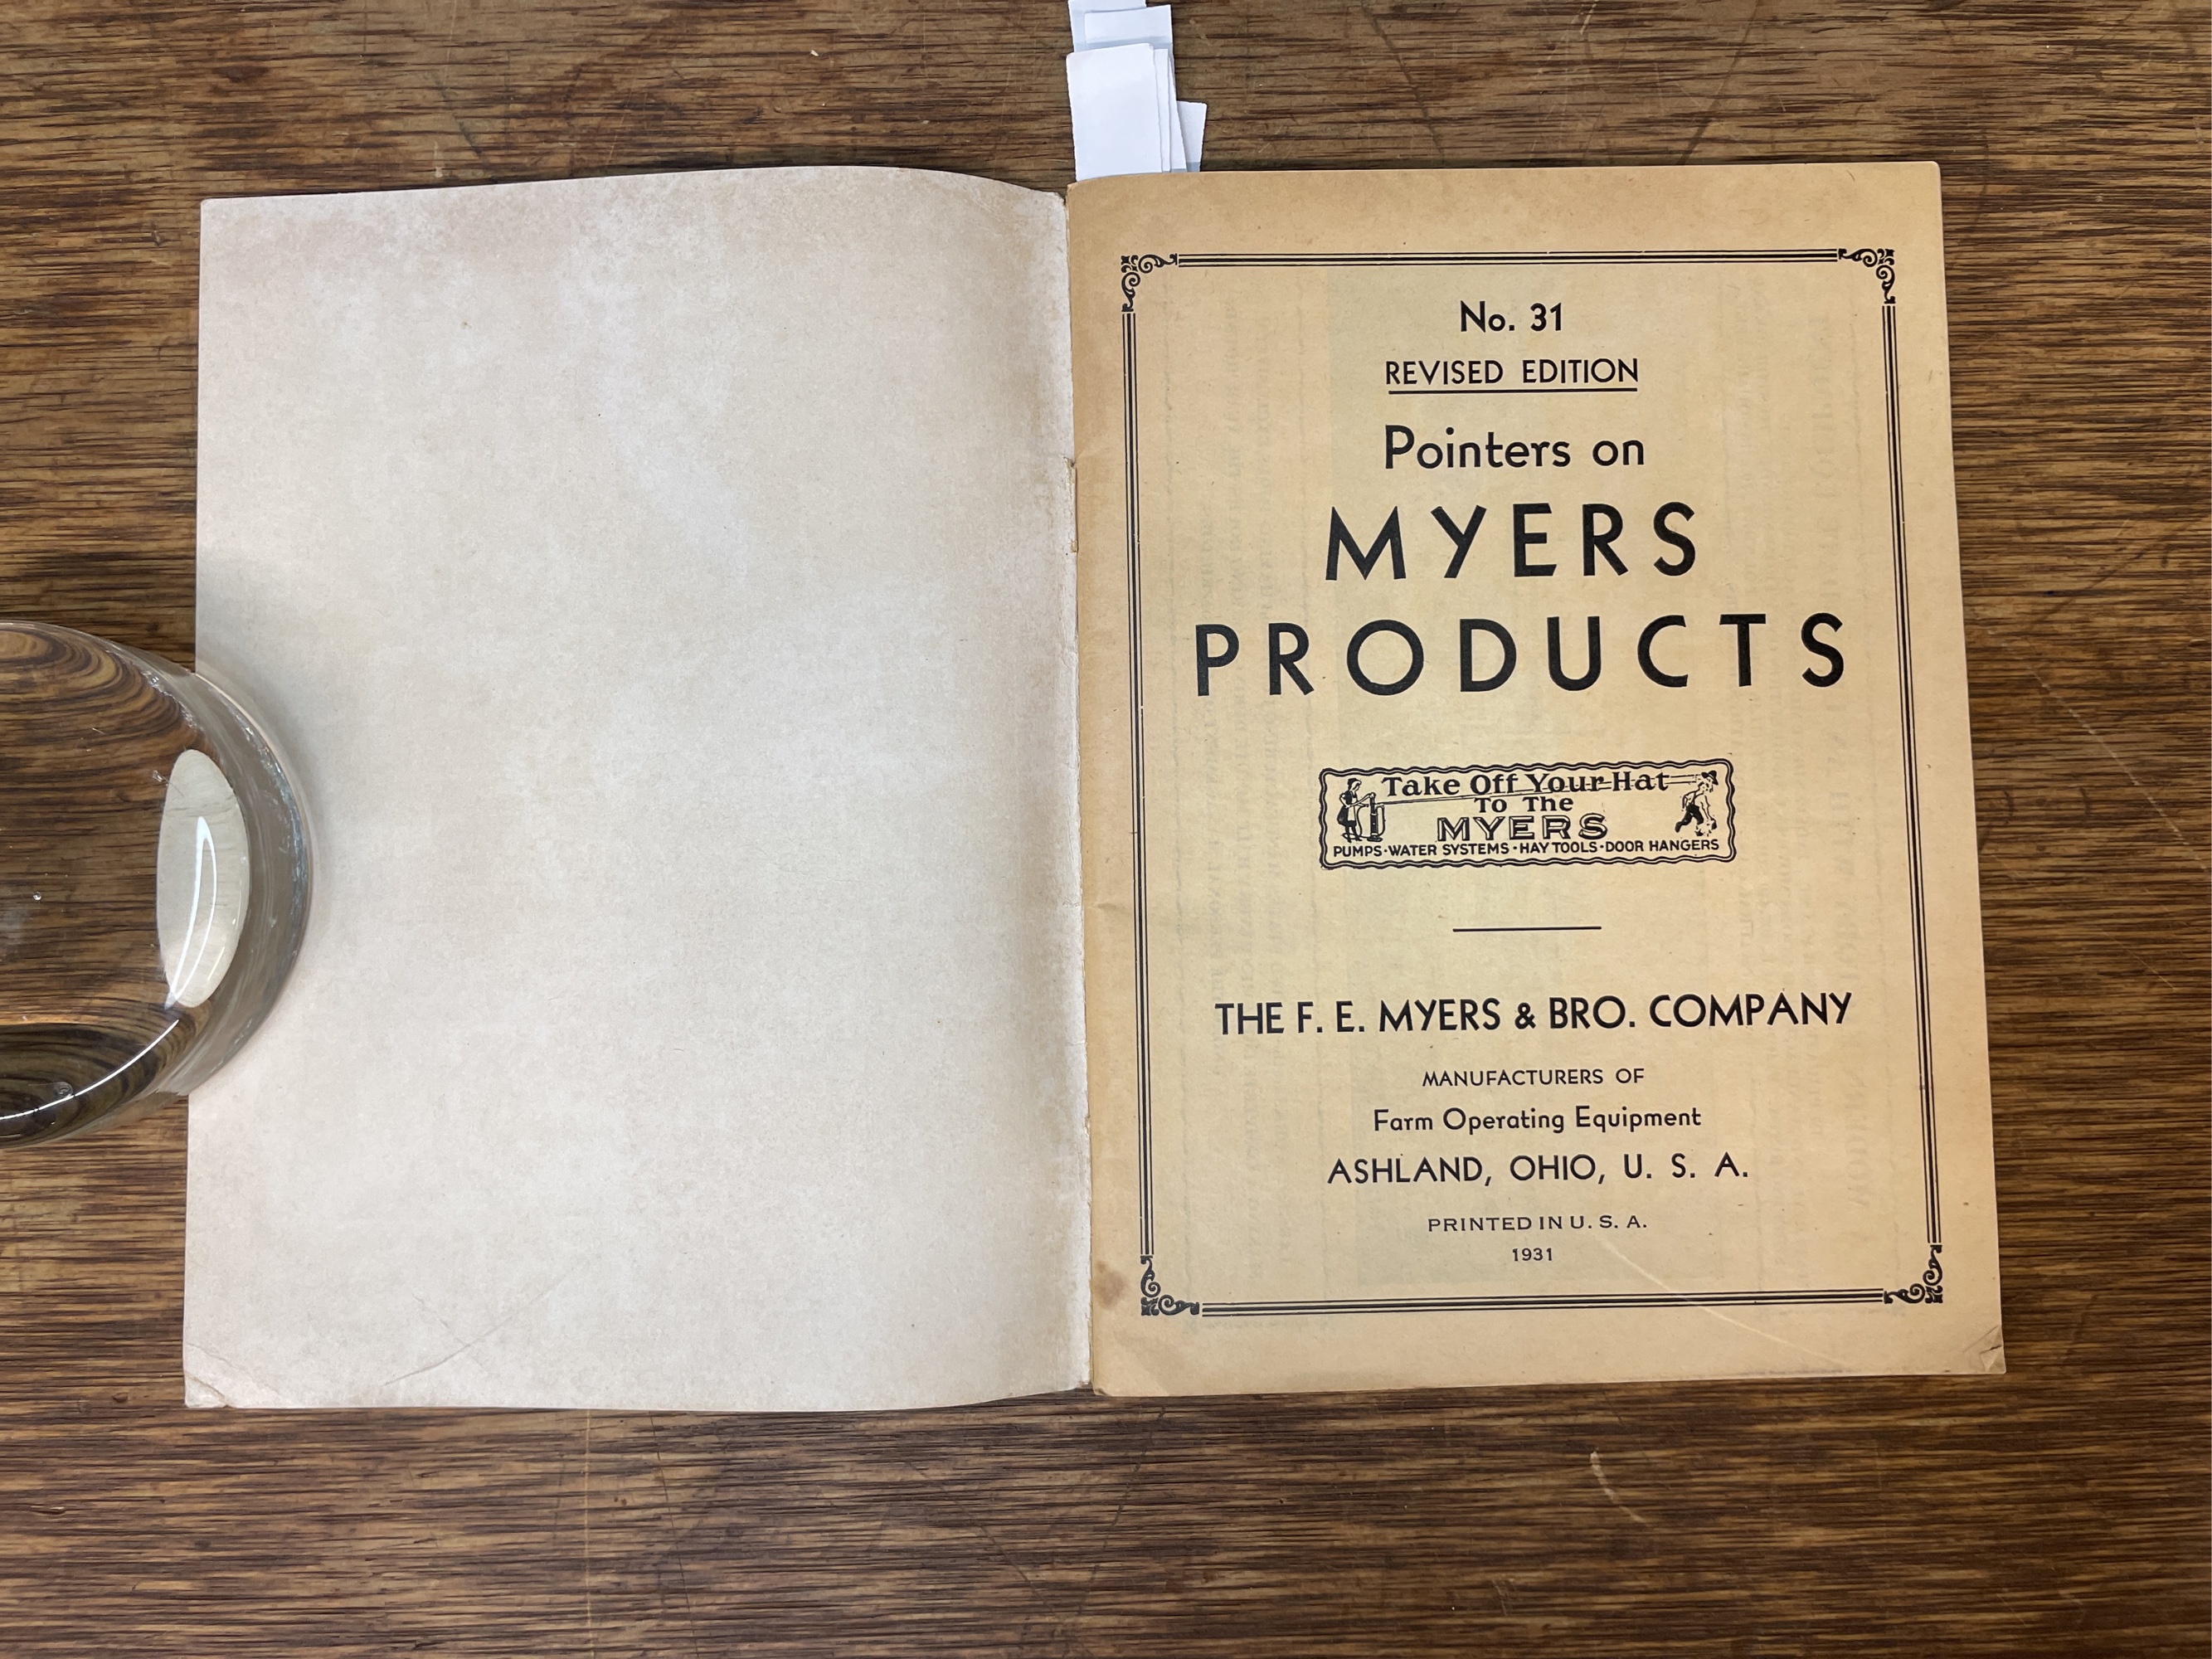 No. 31
REVISED EDITION
Pointers on
MYERS
PRODUCTS
Take Off Your Hat
To The
MYERS
PUMPS·WATER SYSTEMS·HAY TOOLS·DOOR HANGERS
THE F. E. MYERS & BRO. COMPANY
MANUFACTURERS OF
Farm Operating Equipment
ASHLAND, OHIO, U. S. A.
PRINTED IN U. S. A.
1931